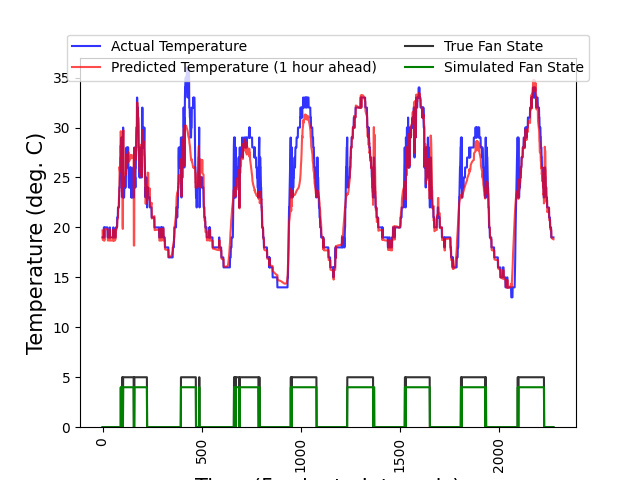 Actual Temperature
Predicted Temperature (1 hour ahead)
True Fan State
Simulated Fan State
Temperature (deg. C)
35
30
25
20
15
10
5
0
0
500
1000
1500
2000